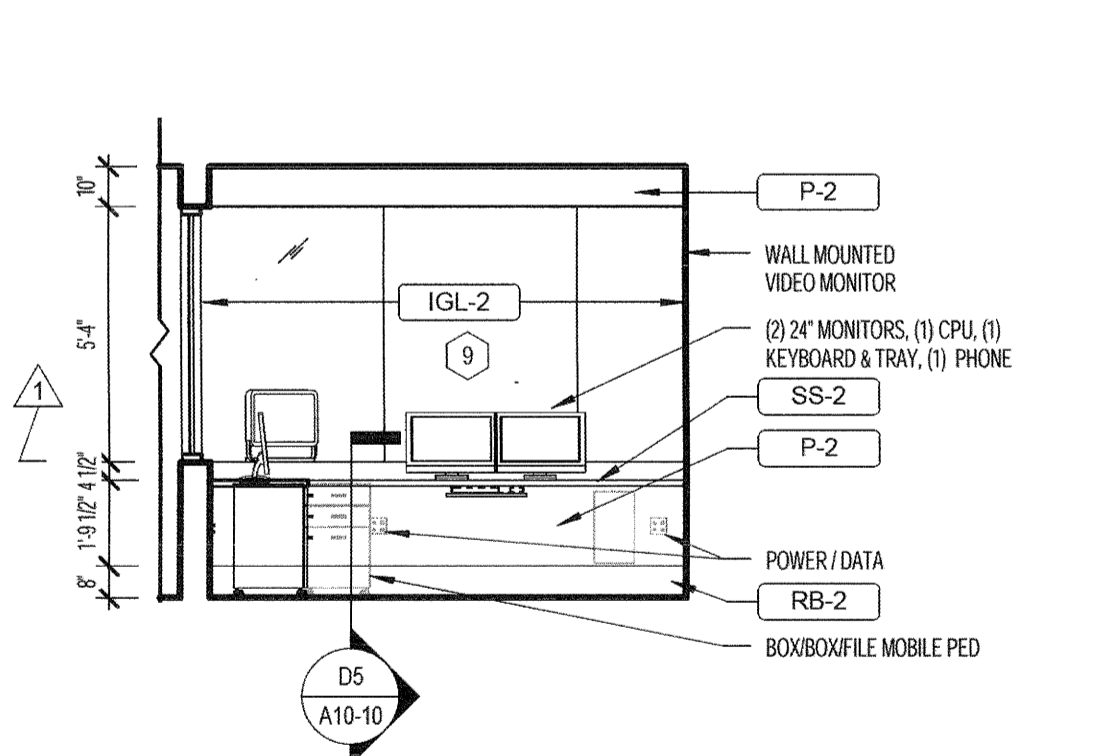 10"
P-2
WALL MOUNTED
VIDEO MONITOR
5'-4"
IGL-2
(2) 24" MONITORS, (1) CPU, (1)
KEYBOARD & TRAY, (1) PHONE
9
1
SS-2
P-2
4 1/2"
1'-9 1/2"
8"
POWER / DATA
RB-2
BOX/BOX/FILE MOBILE PED
D5
A10-10